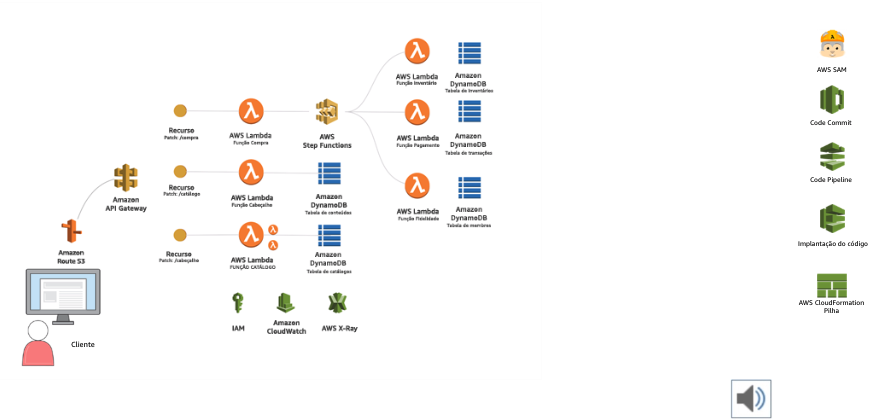 AWS Lambda
Função Inventário
Amazon
DynamoDB
Tabela de Inventários
AWS SAM
Recurso
Patch: /compra
AWS Lambda
Função Compra
AWS
Step Functions
AWS Lambda
Função Pagamento
Amazon
DynamoDB
Tabela de transações
Code Commit
Recurso
Patch: /catálogo
AWS Lambda
Função Cabeçalho
Amazon
DynamoDB
Tabela de conteúdos
AWS Lambda
Função Fidelidade
Amazon
DynamoDB
Tabela de membros
Code Pipeline
Amazon
API Gateway
Implantação do código
Amazon
Route 53
Recurso
Patch: /cabeçalho
AWS Lambda
FUNÇÃO CATÁLOGO
Amazon
DynamoDB
Tabela de catálogos
AWS CloudFormation
Pilha
IAM
Amazon
CloudWatch
AWS X-Ray
Cliente